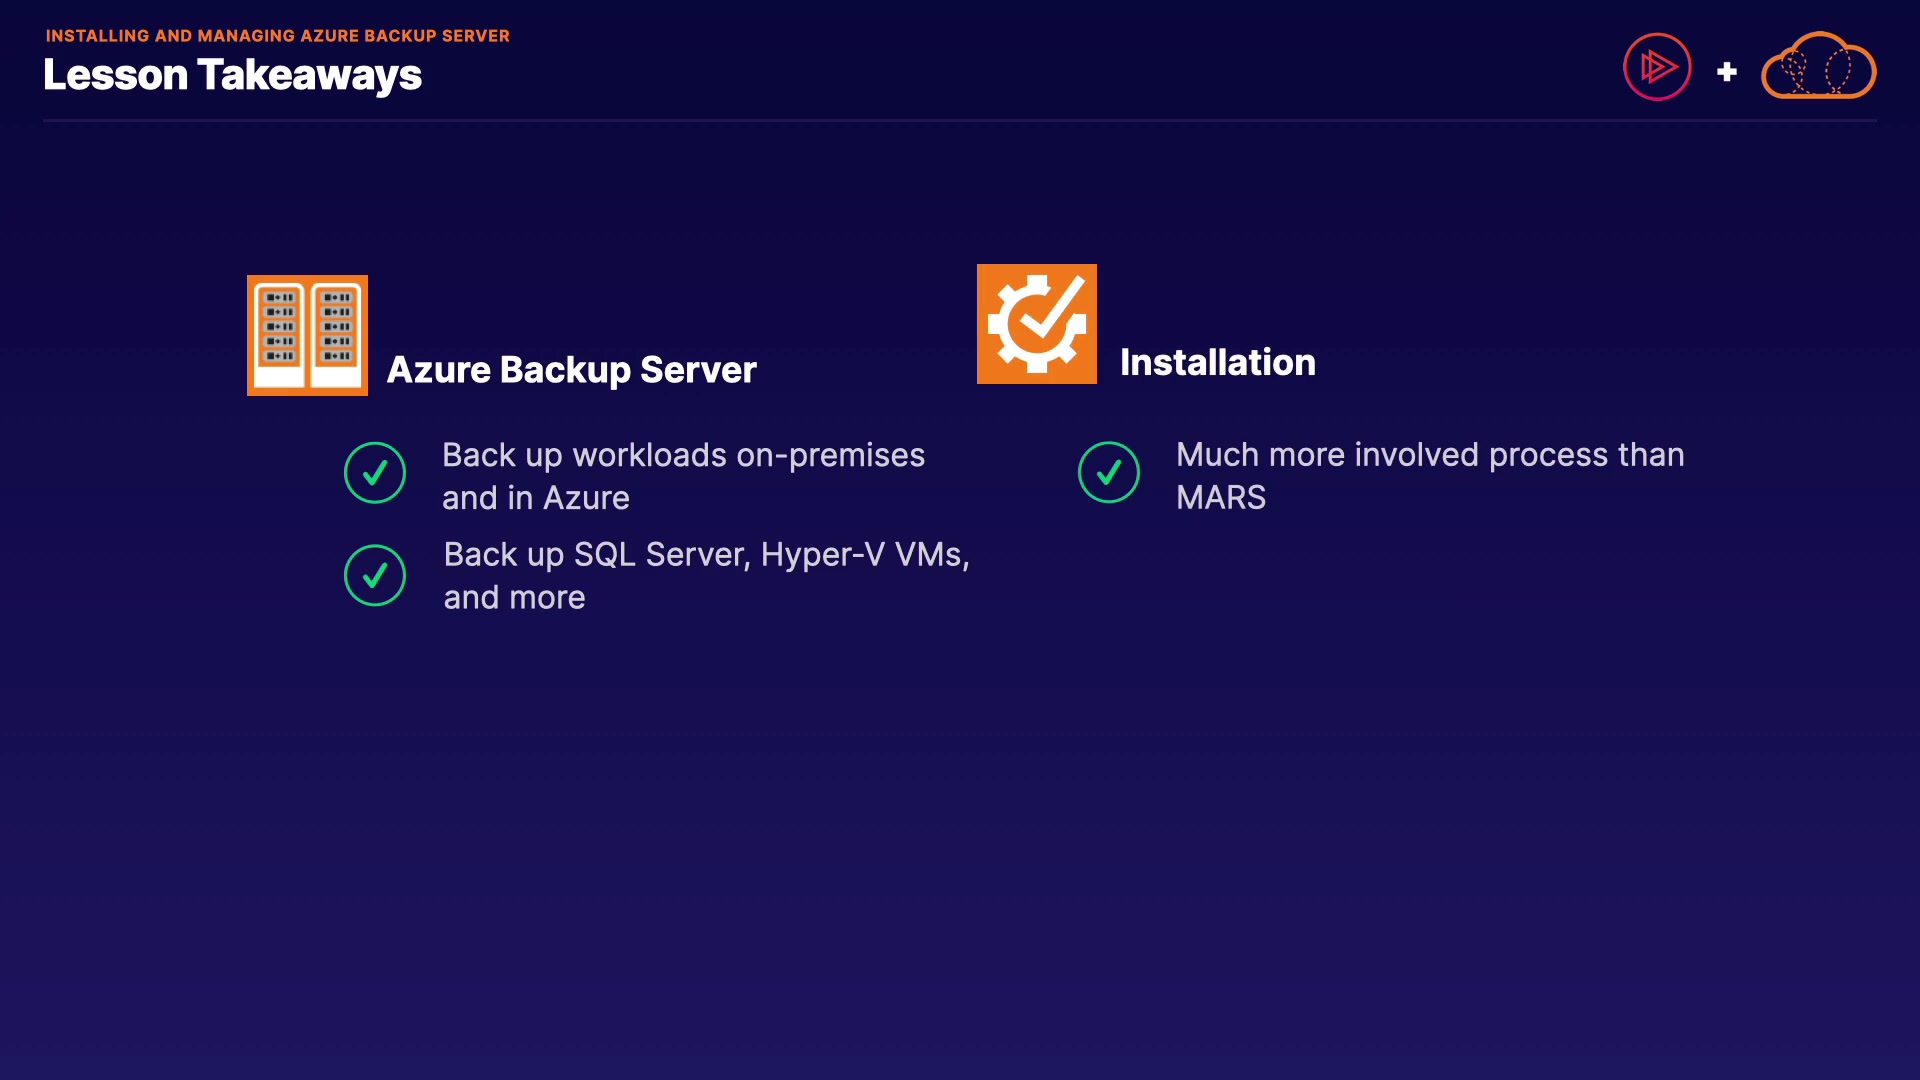 INSTALLING AND MANAGING AZURE BACKUP SERVER
Lesson Takeaways
Azure Backup Server
Back up workloads on-premises
and in Azure
Back up SQL Server, Hyper-V VMs,
and more
Installation
Much more involved process than
MARS